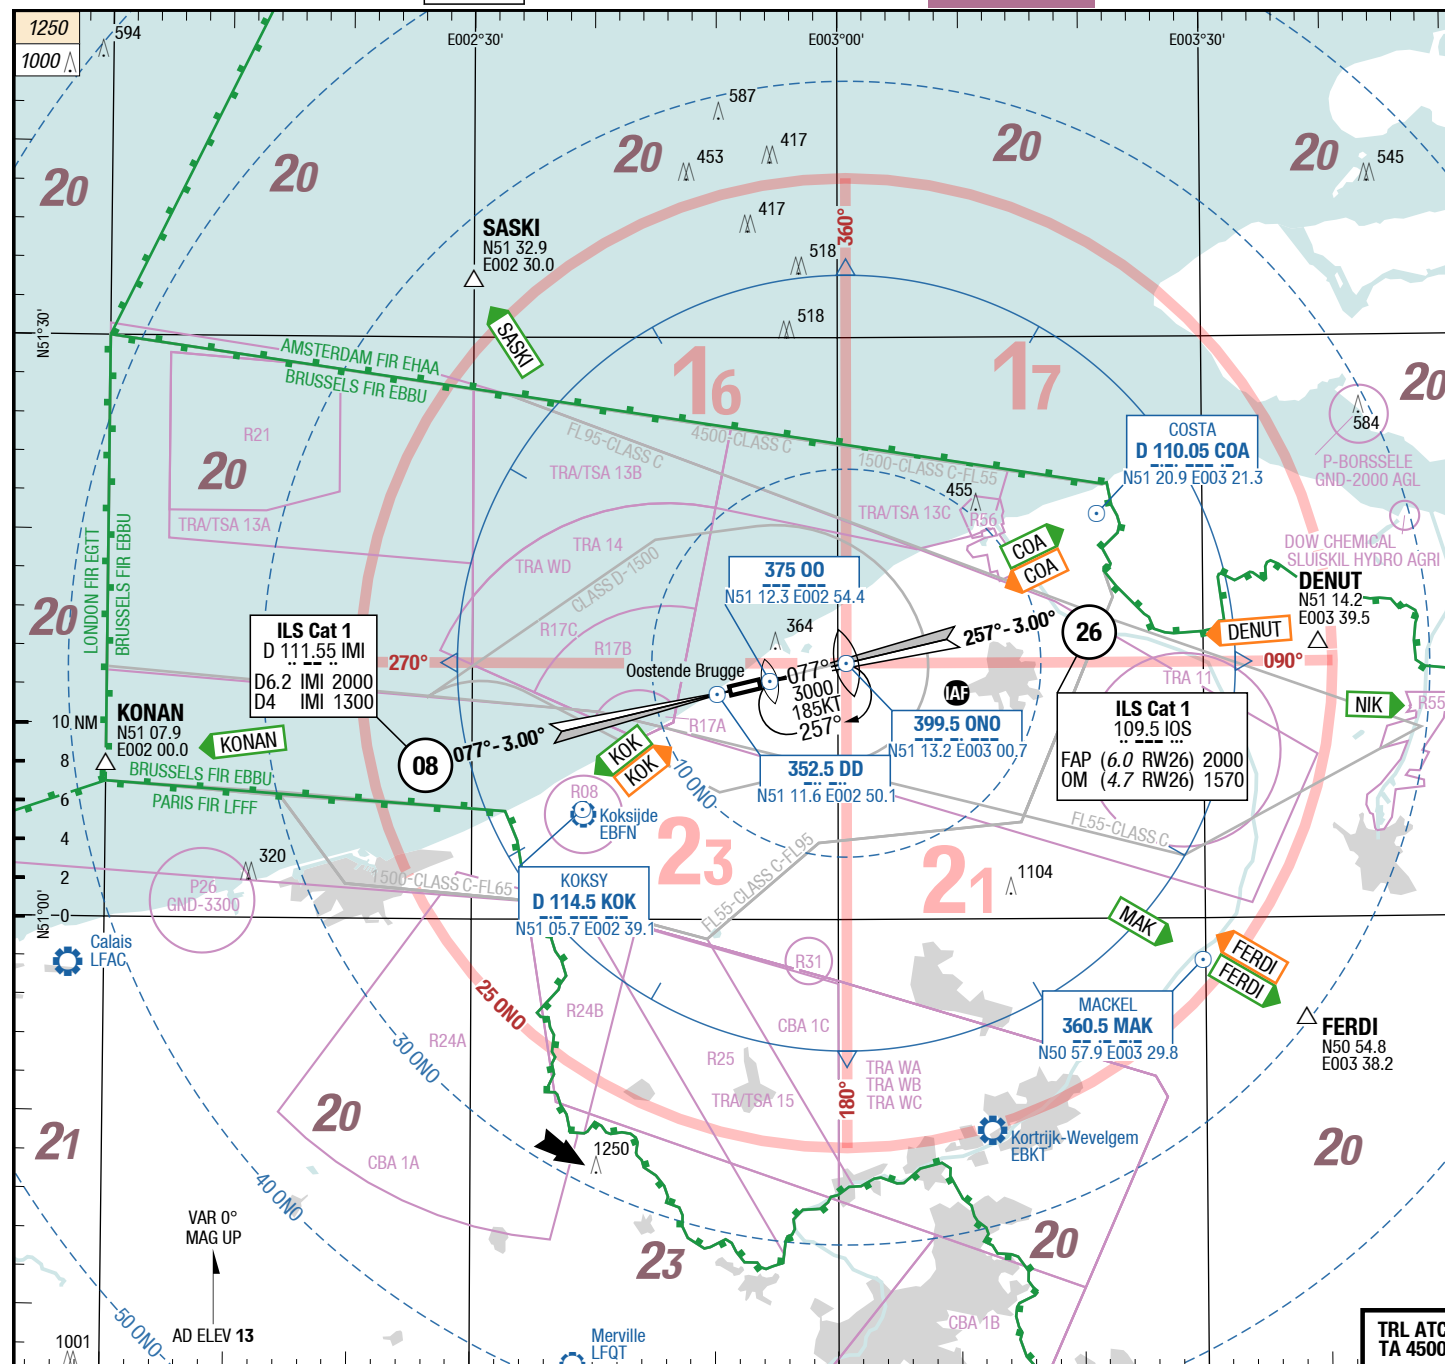 1250
1000
594
E002°30'
E003°00'
E003°30'
587
417
453
417
518
518
545
20
20
20
20
20
360°
SASKI
N51 32.9
E002 30.0
SASKI
N51°30'
AMSTERDAM FIR EHAA
BRUSSELS FIR EBBU
16
17
20
584
R21
20
FL95-CLASS C
4500-CLASS C
1500-CLASS C-FL55
TRA/TSA 13B
TRA/TSA 13A
TRA/TSA 13C
455
R56
COSTA
D 110.05 COA
N51 20.9 E003 21.3
P-BORSSELE
GND-2000 AGL
DOW CHEMICAL
SLUISKIL HYDRO AGRI
COA
COA
TRA 14
TRA WD
CLASS D-1500
375 OO
N51 12.3 E002 54.4
DENUT
N51 14.2
E003 39.5
DENUT
LONDON FIR EGTT
BRUSSELS FIR EBBU
20
ILS Cat 1
D 111.55 IMI
D6.2 IMI 2000
D4 IMI 1300
R17C
R17B
364
257°-3.00°
26
270°
090°
Oostende Brugge
077°
3000
185KT
257°
IAF
TRA 11
ILS Cat 1
109.5 IOS
FAP (6.0 RW26) 2000
OM (4.7 RW26) 1570
NIK
R55
10 NM
KONAN
N51 07.9
E002 00.0
KONAN
077°-3.00°
08
R17A
399.5 ONO
N51 13.2 E003 00.7
KOK
KOK
352.5 DD
N51 11.6 E002 50.1
10 ONO
8
BRUSSELS FIR EBBU
PARIS FIR LFFF
6
4
2
0
R08
Koksijde
EBFN
23
21
FL55-CLASS C
FL55-CLASS C-FL95
320
1104
P26
GND-3300
1500-CLASS C-FL65
KOKSY
D 114.5 KOK
N51 05.7 E002 39.1
N51°00'
MAK
FERDI
FERDI
Calais
LFAC
R31
25 ONO
R24B
R24A
30 ONO
CBA 1C
R25
TRA/TSA 15
TRA WA
TRA WB
TRA WC
180°
MACKEL
360.5 MAK
N50 57.9 E003 29.8
FERDI
N50 54.8
E003 38.2
21
20
1250
Kortrijk-Wevelgem
EBKT
20
CBA 1A
40 ONO
VAR 0°
MAG UP
AD ELEV 13
23
20
50 ONO
1001
Merville
LFQT
CBA 1B
TRL ATC
TA 4500